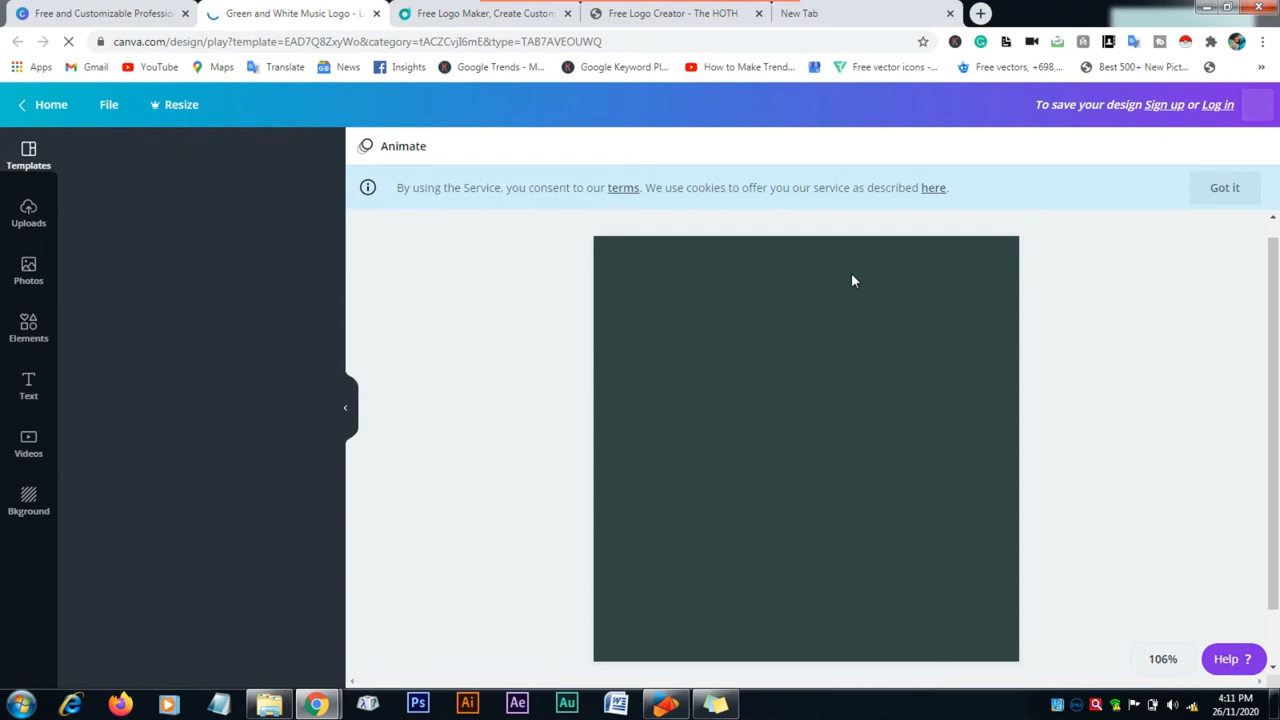 Free and Customizable Professio
Green and White Music Logo - L
Free Logo Maker, Create Custom
Free Logo Creator - The HOTH
New Tab
canva.com/design/play?template=EAD7Q8ZxyWo&category=tACZCvjI6mE&type=TAB7AVEOUWQ
Apps
Gmail
YouTube
Maps
Translate
News
Insights
Google Trends - M...
Google Keyword Pl...
How to Make Trend...
Free vector icons -...
Free vectors, +698,...
Best 500+ New Pict...
Home
File
Resize
To save your design Sign up or Log in
Templates
Uploads
Photos
Elements
Text
Videos
Bkground
Animate
By using the Service, you consent to our terms. We use cookies to offer you our service as described here.
Got it
106%
Help ?
Ps
Ai
Ae
Au
4:11 PM
26/11/2020